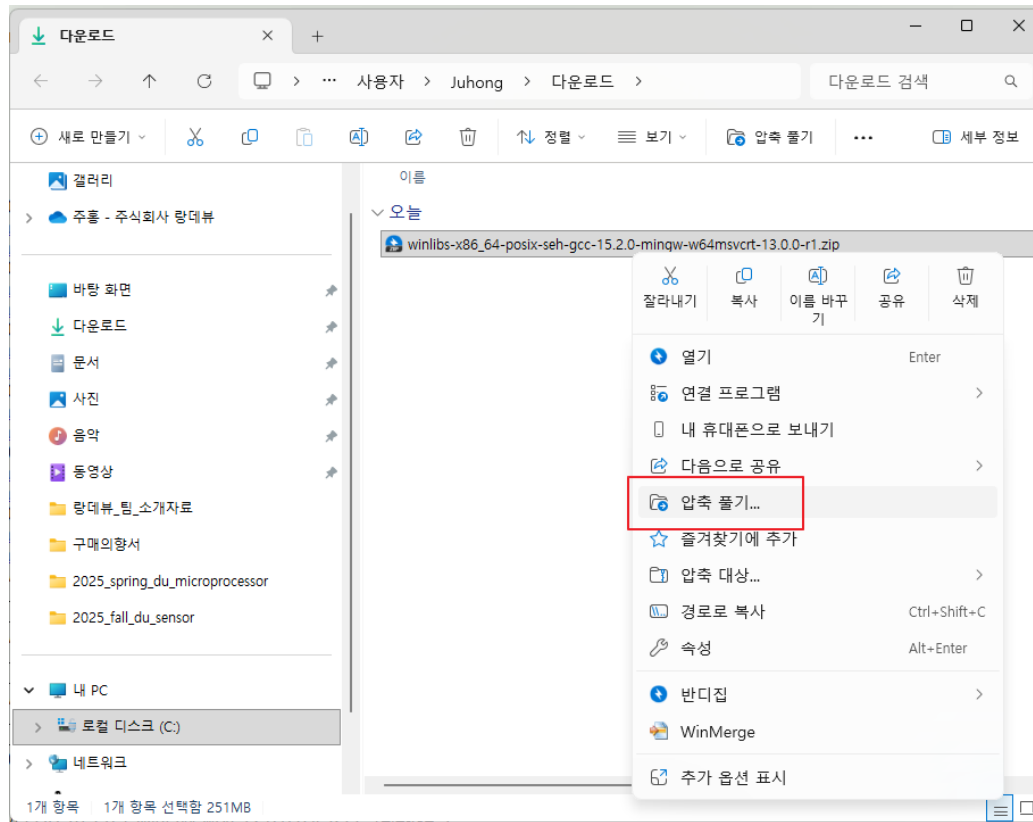 다운로드
사용자 > Juhong > 다운로드 >
다운로드 검색
새로 만들기
정렬
보기
압축 풀기
세부 정보
갤러리
주홍 - 주식회사 랑데뷰
바탕 화면
다운로드
문서
사진
음악
동영상
랑데뷰_팀_소개자료
구매의향서
2025_spring_du_microprocessor
2025_fall_du_sensor
내 PC
로컬 디스크 (C:)
네트워크
이름
오늘
winlibs-x86_64-posix-seh-gcc-15.2.0-mingw-w64msvcrt-13.0.0-r1.zip
잘라내기
복사
이름 바꾸
기
공유
삭제
열기 Enter
연결 프로그램
내 휴대폰으로 보내기
다음으로 공유
압축 풀기...
즐겨찾기에 추가
압축 대상...
경로로 복사 Ctrl+Shift+C
속성 Alt+Enter
반디집
WinMerge
추가 옵션 표시
1개 항목 1개 항목 선택함 251MB